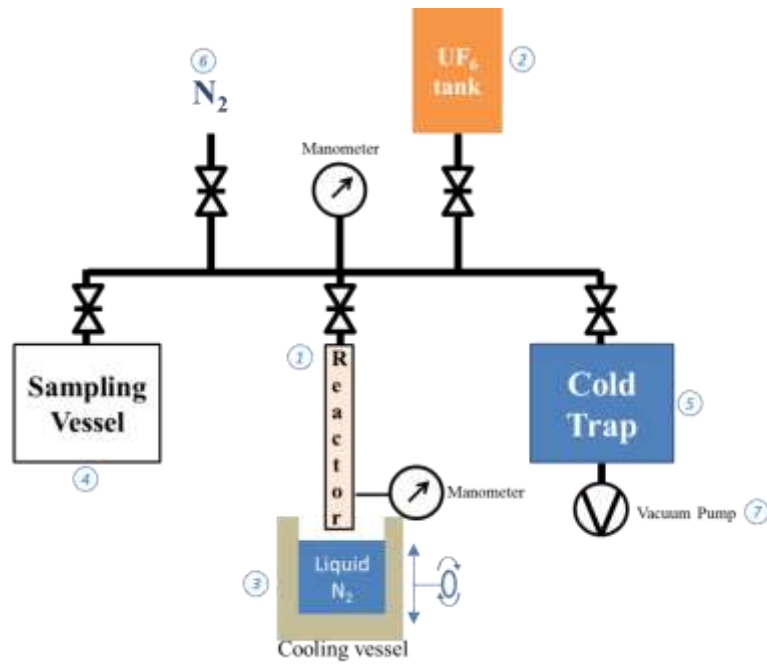 6
N₂
UF₆
tank
2
Manometer
1
Reactor
Sampling
Vessel
4
Cold
Trap
5
Manometer
Vacuum Pump
7
3
Liquid
N₂
Cooling vessel